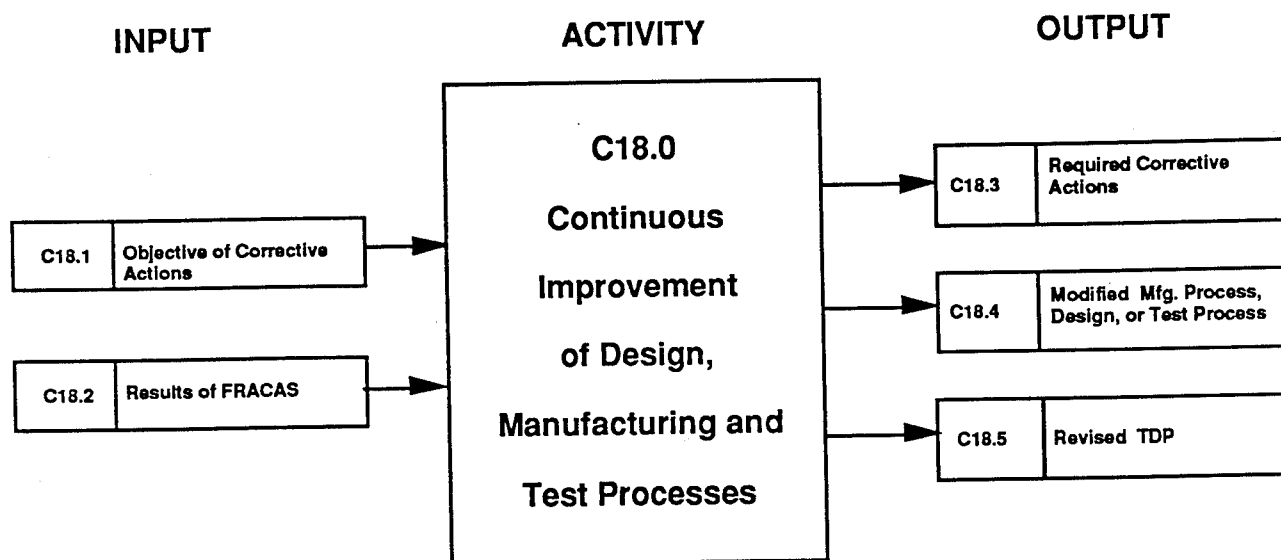 INPUT
ACTIVITY
OUTPUT
C18.1
Objective of Corrective
Actions
C18.2
Results of FRACAS
C18.0
Continuous
Improvement
of Design,
Manufacturing and
Test Processes
C18.3
Required Corrective
Actions
C18.4
Modified Mfg. Process,
Design, or Test Process
C18.5
Revised TDP